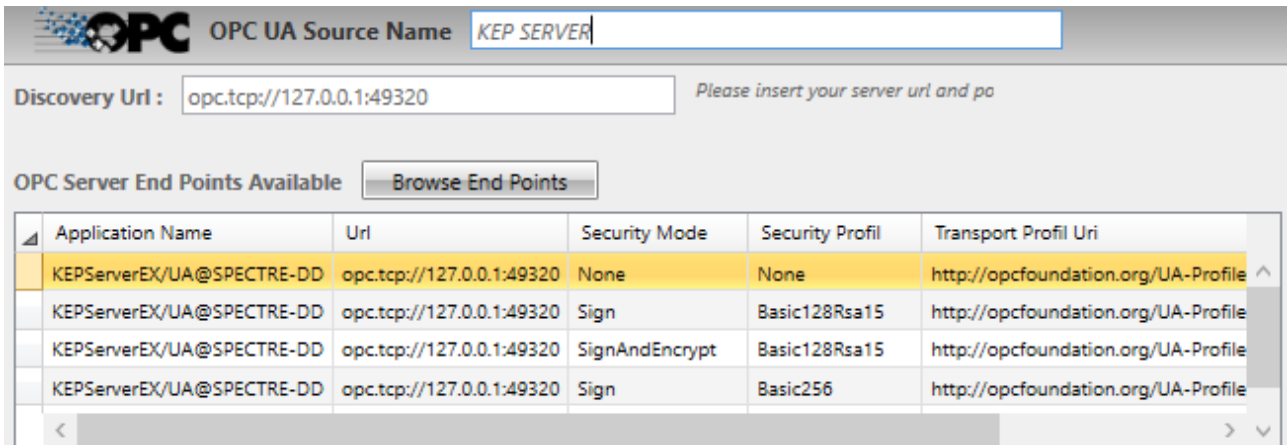 OPC OPC UA Source Name KEP SERVER
Discovery Url : opc.tcp://127.0.0.1:49320 Please insert your server url and po
OPC Server End Points Available Browse End Points
Application Name Url Security Mode Security Profil Transport Profil Uri
KEPServerEX/UA@SPECTRE-DD opc.tcp://127.0.0.1:49320 None None http://opcfoundation.org/UA-Profile
KEPServerEX/UA@SPECTRE-DD opc.tcp://127.0.0.1:49320 Sign Basic128Rsa15 http://opcfoundation.org/UA-Profile
KEPServerEX/UA@SPECTRE-DD opc.tcp://127.0.0.1:49320 SignAndEncrypt Basic128Rsa15 http://opcfoundation.org/UA-Profile
KEPServerEX/UA@SPECTRE-DD opc.tcp://127.0.0.1:49320 Sign Basic256 http://opcfoundation.org/UA-Profile